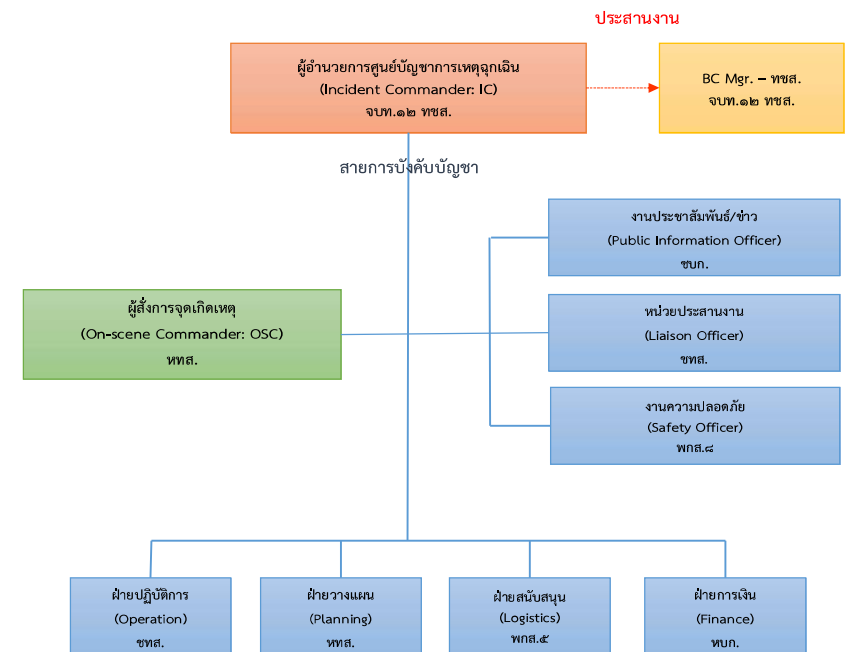 ประสานงาน
ผู้อำนวยการศูนย์บัญชาการเหตุฉุกเฉิน
(Incident Commander: IC)
จบท.๑๒ ทชส.
BC Mgr. – ทชส.
จบท.๑๒ ทชส.
สายการบังคับบัญชา
งานประชาสัมพันธ์/ข่าว
(Public Information Officer)
ชบก.
ผู้สั่งการจุดเกิดเหตุ
(On-scene Commander: OSC)
หทส.
หน่วยประสานงาน
(Liaison Officer)
ชทส.
งานความปลอดภัย
(Safety Officer)
พกส.๘
ฝ่ายปฏิบัติการ
(Operation)
ชทส.
ฝ่ายวางแผน
(Planning)
หทส.
ฝ่ายสนับสนุน
(Logistics)
พกส.๕
ฝ่ายการเงิน
(Finance)
หบก.